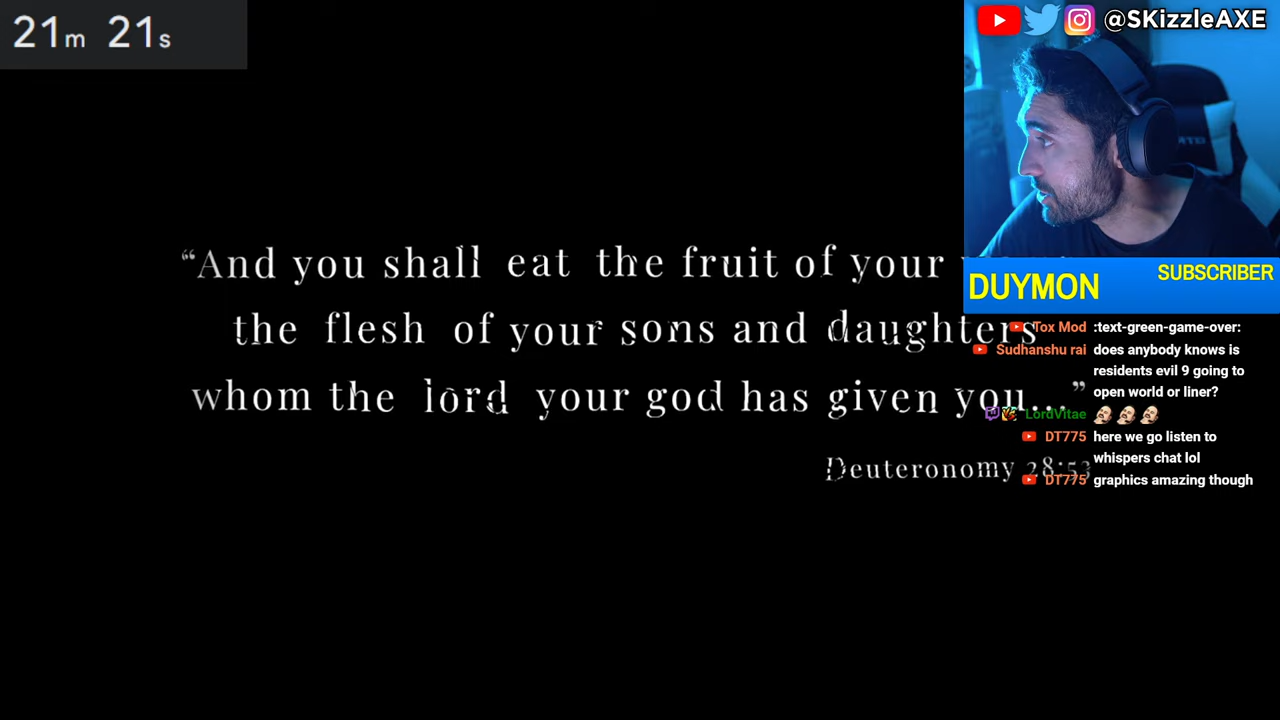 21m 21s
@SKizzleAXE
“And you shall eat the fruit of your
the flesh of your sons and daughters
whom the lord your god has given you...”
Deuteronomy 28:53
DUYMON
SUBSCRIBER
Tox Mod :text-green-game-over:
Sudhanshu rai does anybody knows is
residents evil 9 going to
open world or liner?
LordVitae
DT775 here we go listen to
whispers chat lol
DT775 graphics amazing though